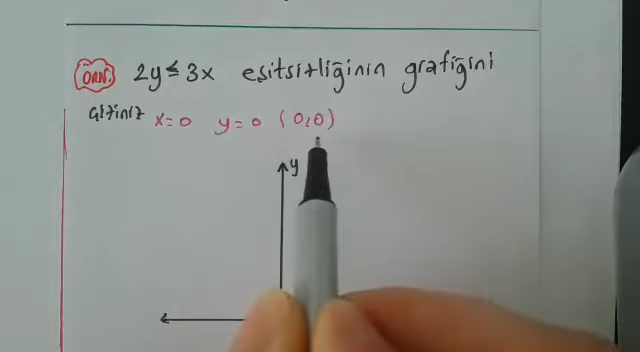 ÖRN. 2y ≤ 3x eşitsizliğinin grafiğini
çiziniz x=0 y=0 (0,0)
y